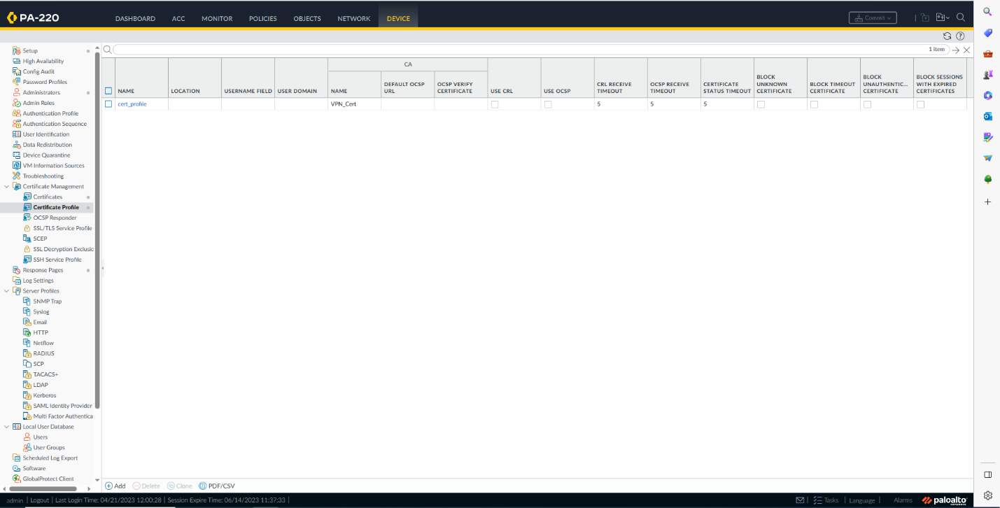 PA-220
DASHBOARD ACC MONITOR POLICIES OBJECTS NETWORK DEVICE
Commit
1 item
Setup
High Availability
Config Audit
Password Profiles
Administrators
Admin Roles
Authentication Profile
Authentication Sequence
User Identification
Data Redistribution
Device Quarantine
VM Information Sources
Troubleshooting
Certificate Management
Certificates
Certificate Profile
OCSP Responder
SSL/TLS Service Profile
SCEP
SSL Decryption Exclusic
SSH Service Profile
Response Pages
Log Settings
Server Profiles
SNMP Trap
Syslog
Email
HTTP
Netflow
RADIUS
SCP
TACACS+
LDAP
Kerberos
SAML Identity Provider
Multi Factor Authentica
Local User Database
Users
User Groups
Scheduled Log Export
Software
GlobalProtect Client
NAME
LOCATION
USERNAME FIELD
USER DOMAIN
CA
NAME
DEFAULT OCSP
URL
OCSP VERIFY
CERTIFICATE
USE CRL
USE OCSP
CRL RECEIVE
TIMEOUT
OCSP RECEIVE
TIMEOUT
CERTIFICATE
STATUS TIMEOUT
BLOCK
UNKNOWN
CERTIFICATE
BLOCK TIMEOUT
CERTIFICATE
BLOCK
UNAUTHENTIC...
CERTIFICATE
BLOCK SESSIONS
WITH EXPIRED
CERTIFICATES
cert_profile VPN_Cert 5 5 5
Add Delete Clone PDF/CSV
admin | Logout | Last Login Time: 04/21/2023 12:00:28 | Session Expire Time: 06/14/2023 11:37:33 |
| Tasks | Language | Alarms paloalto
NETWORKS